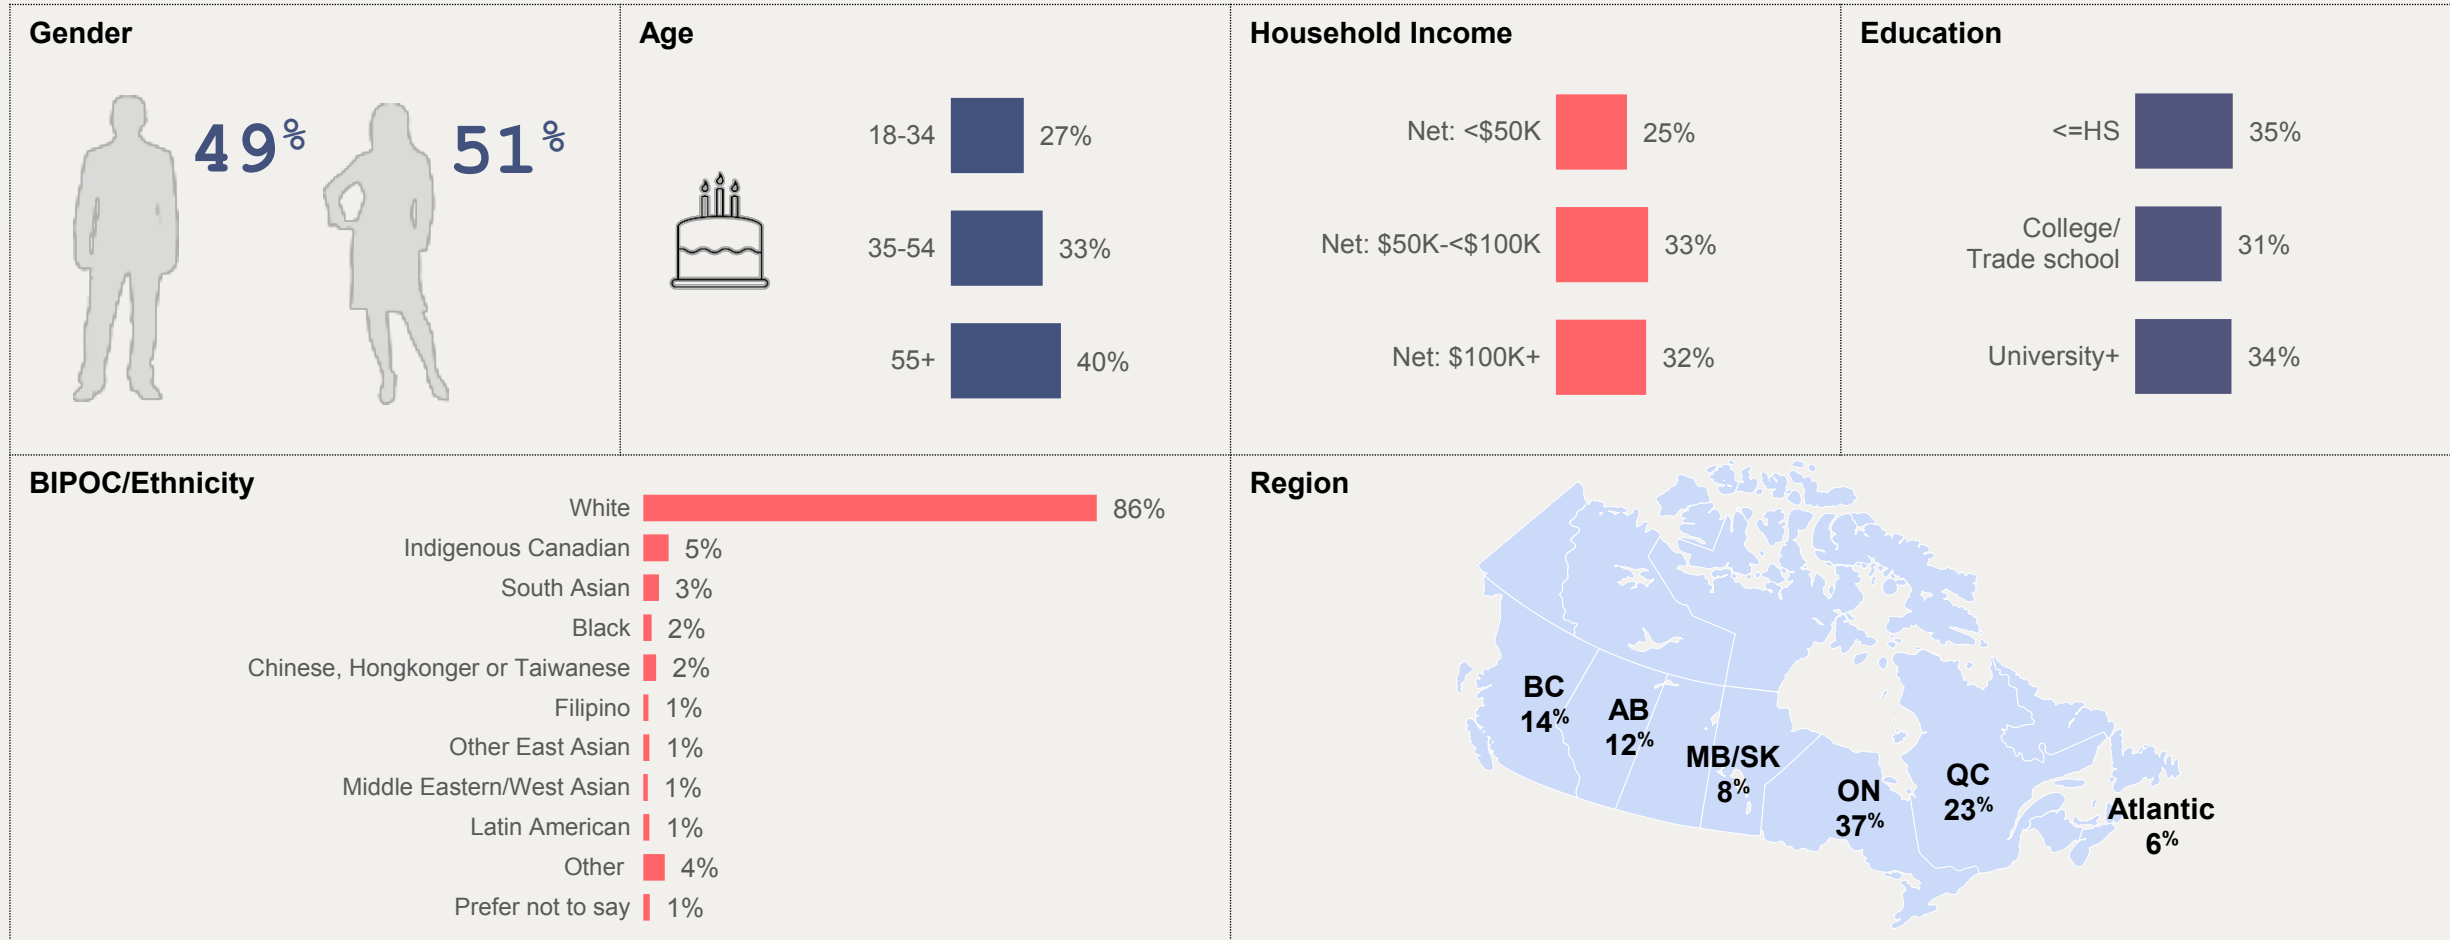 Gender
49%
51%
Age
18-34 27%
35-54 33%
55+ 40%
Household Income
Net: <$50K 25%
Net: $50K-<$100K 33%
Net: $100K+ 32%
Education
<=HS 35%
College/
Trade school 31%
University+ 34%
BIPOC/Ethnicity
White 86%
Indigenous Canadian 5%
South Asian 3%
Black 2%
Chinese, Hongkonger or Taiwanese 2%
Filipino 1%
Other East Asian 1%
Middle Eastern/West Asian 1%
Latin American 1%
Other 4%
Prefer not to say 1%
Region
BC
14%
AB
12%
MB/SK
8%
ON
37%
QC
23%
Atlantic
6%